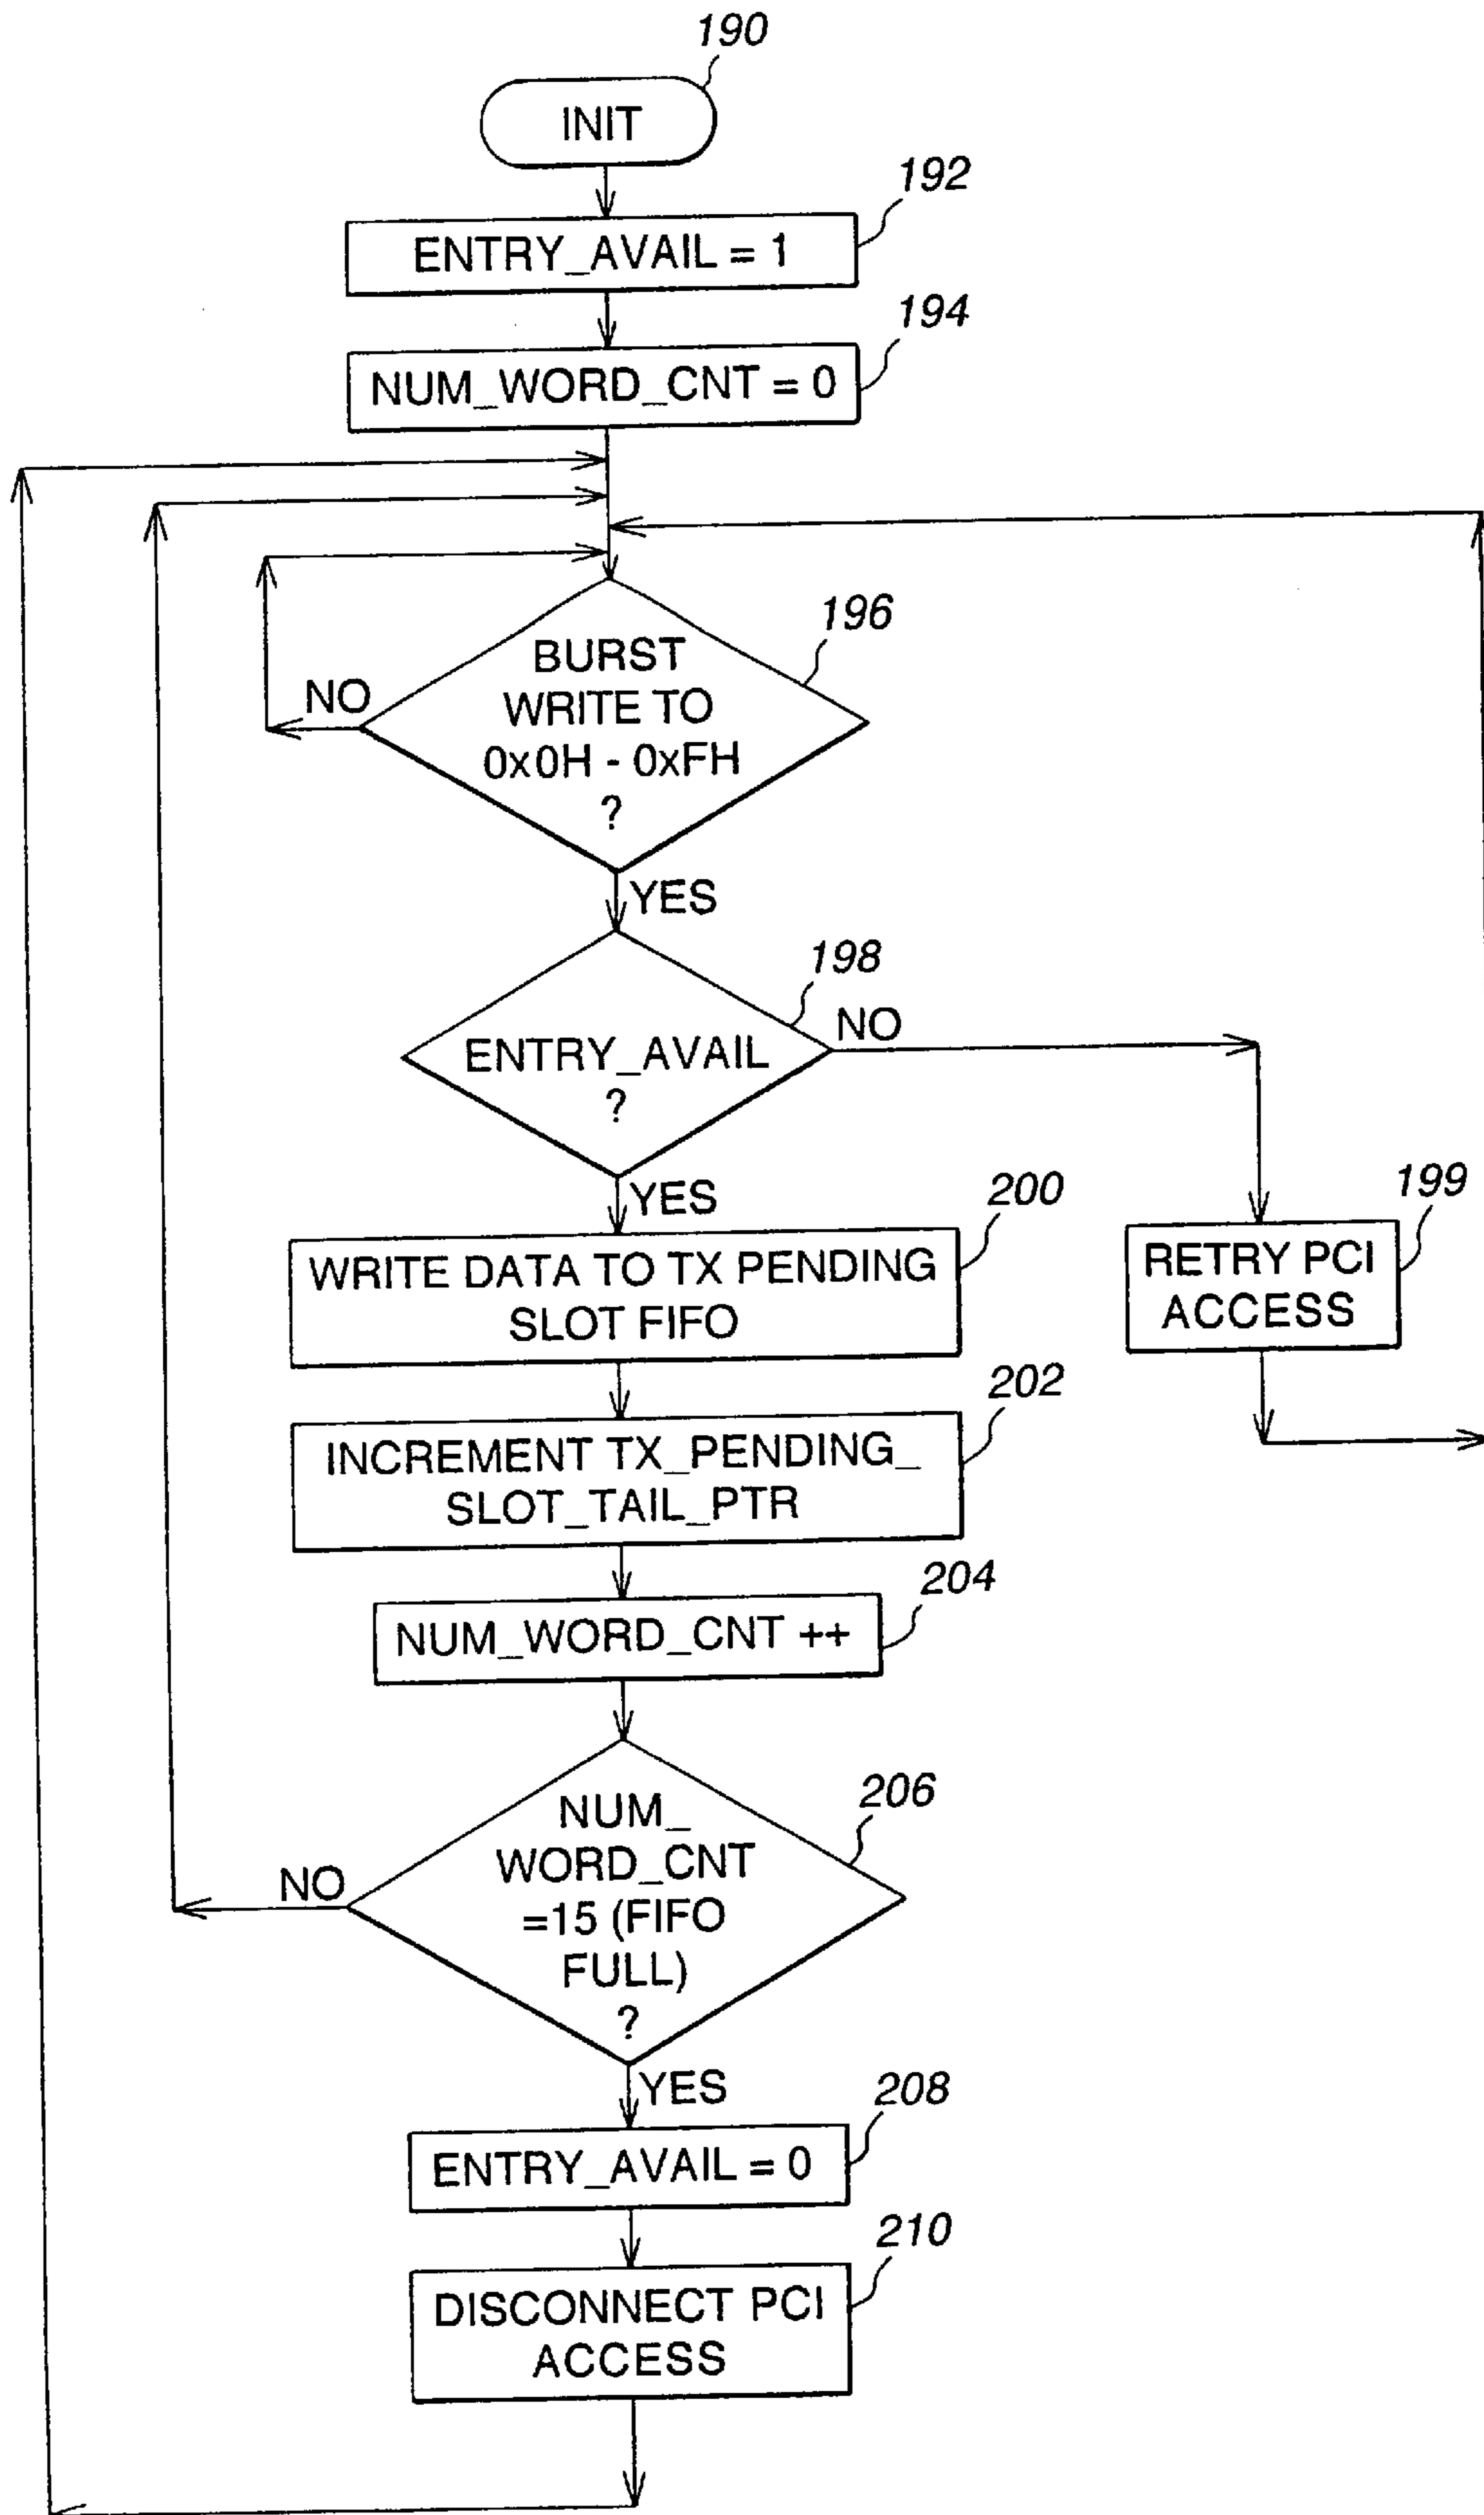 190
INIT
192
ENTRY_AVAIL = 1
194
NUM_WORD_CNT = 0
196
BURST
WRITE TO
0x0H - 0xFH
?
NO
YES
198
ENTRY_AVAIL
?
NO
YES
199
RETRY PCI
ACCESS
200
WRITE DATA TO TX PENDING
SLOT FIFO
202
INCREMENT TX_PENDING_
SLOT_TAIL_PTR
204
NUM_WORD_CNT ++
206
NUM_
WORD_CNT
=15 (FIFO
FULL)
?
NO
YES
208
ENTRY_AVAIL = 0
210
DISCONNECT PCI
ACCESS